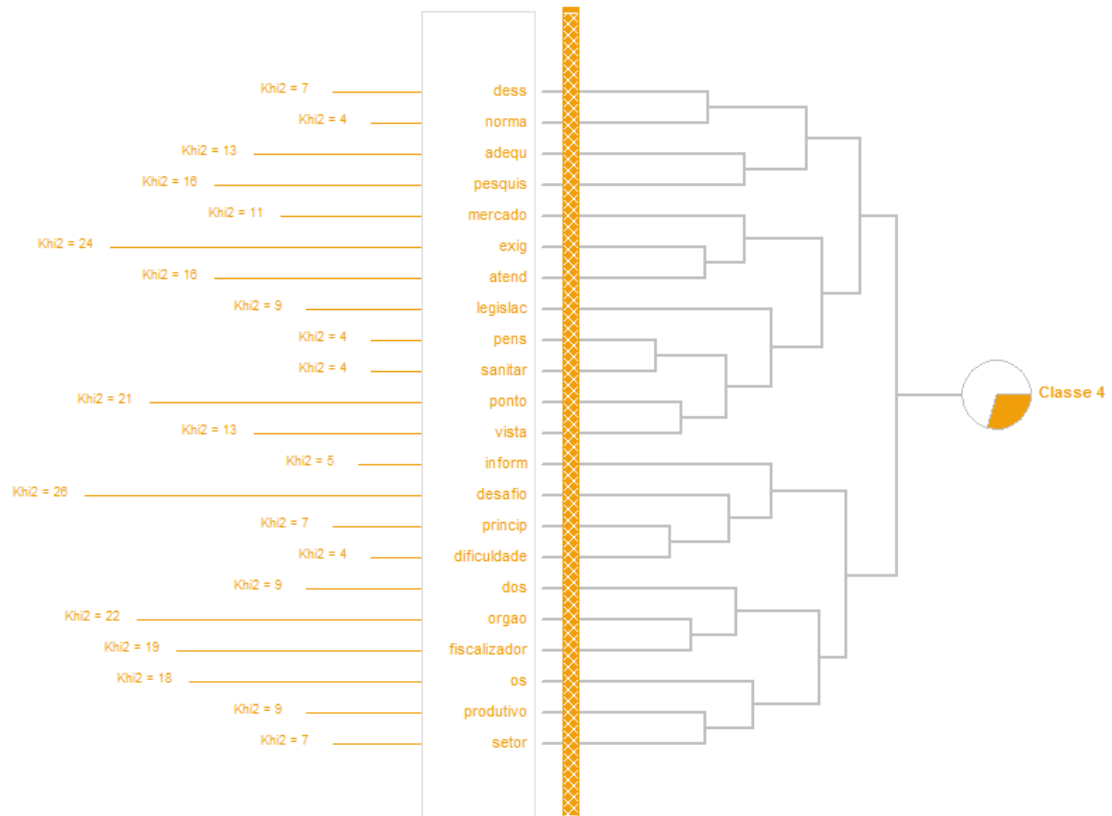 Khi2 = 7 dess
Khi2 = 4 norma
Khi2 = 13 adequ
Khi2 = 16 pesquis
Khi2 = 11 mercado
Khi2 = 24 exig
Khi2 = 16 atend
Khi2 = 9 legislac
Khi2 = 4 pens
Khi2 = 4 sanitar
Classe 4
Khi2 = 21 ponto
Khi2 = 13 vista
Khi2 = 5 inform
Khi2 = 26 desafio
Khi2 = 7 princip
Khi2 = 4 dificuldade
Khi2 = 9 dos
Khi2 = 22 orgao
Khi2 = 19 fiscalizador
Khi2 = 18 os
Khi2 = 9 produtivo
Khi2 = 7 setor